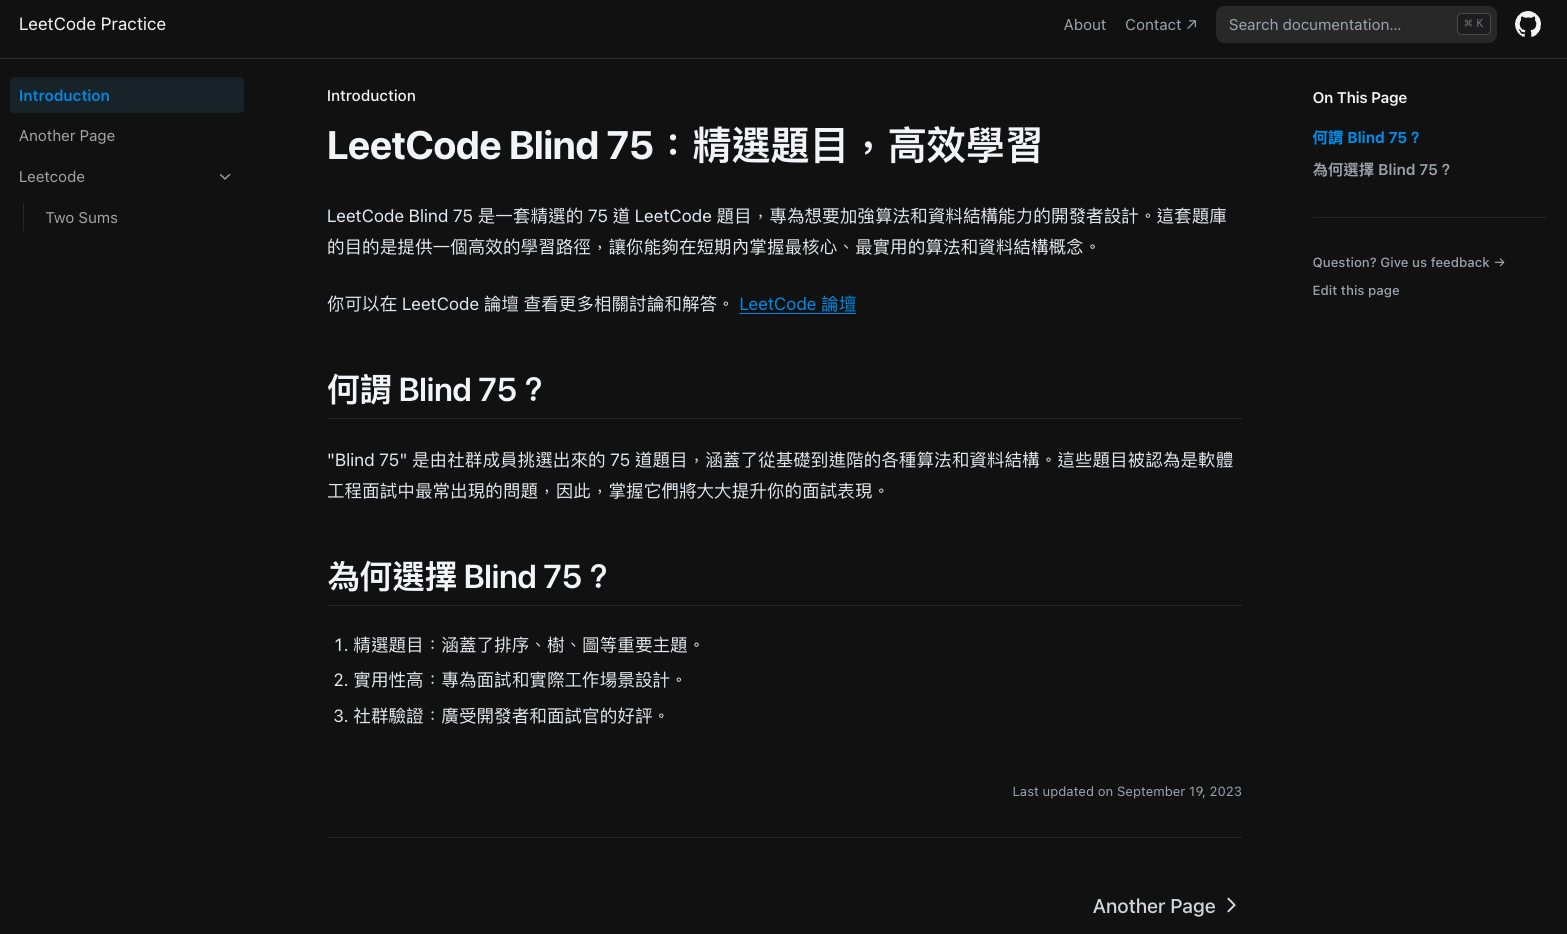 LeetCode Practice
About
Contact ↗
Search documentation...
⌘ K
Introduction
Another Page
Leetcode
Two Sums
Introduction
LeetCode Blind 75：精選題目，高效學習
LeetCode Blind 75 是一套精選的 75 道 LeetCode 題目，專為想要加強算法和資料結構能力的開發者設計。這套題庫
的目的是提供一個高效的學習路徑，讓你能夠在短期內掌握最核心、最實用的算法和資料結構概念。
你可以在 LeetCode 論壇 查看更多相關討論和解答。 LeetCode 論壇
何謂 Blind 75？
"Blind 75" 是由社群成員挑選出來的 75 道題目，涵蓋了從基礎到進階的各種算法和資料結構。這些題目被認為是軟體
工程面試中最常出現的問題，因此，掌握它們將大大提升你的面試表現。
為何選擇 Blind 75？
1. 精選題目：涵蓋了排序、樹、圖等重要主題。
2. 實用性高：專為面試和實際工作場景設計。
3. 社群驗證：廣受開發者和面試官的好評。
Last updated on September 19, 2023
Another Page
On This Page
何謂 Blind 75？
為何選擇 Blind 75？
Question? Give us feedback →
Edit this page